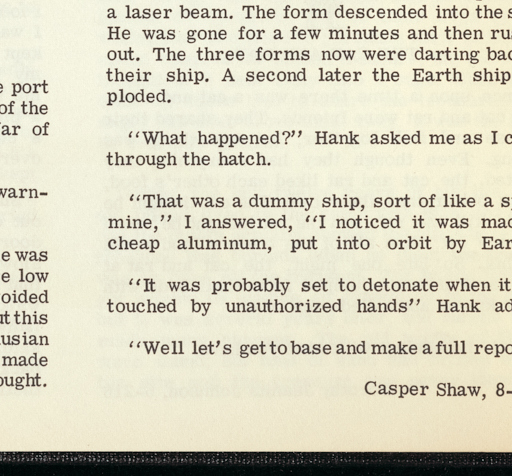 e port
of the
ar of
warn-
e was
e low
voided
ut this
usian
made
ought.
a laser beam. The form descended into the s
He was gone for a few minutes and then ru
out. The three forms now were darting bac
their ship. A second later the Earth ship
ploded.
"What happened?" Hank asked me as I c
through the hatch.
"That was a dummy ship, sort of like a s
mine," I answered, "I noticed it was mad
cheap aluminum, put into orbit by Ear
"It was probably set to detonate when it
touched by unauthorized hands" Hank ad
"Well let's get to base and make a full repo
Casper Shaw, 8-